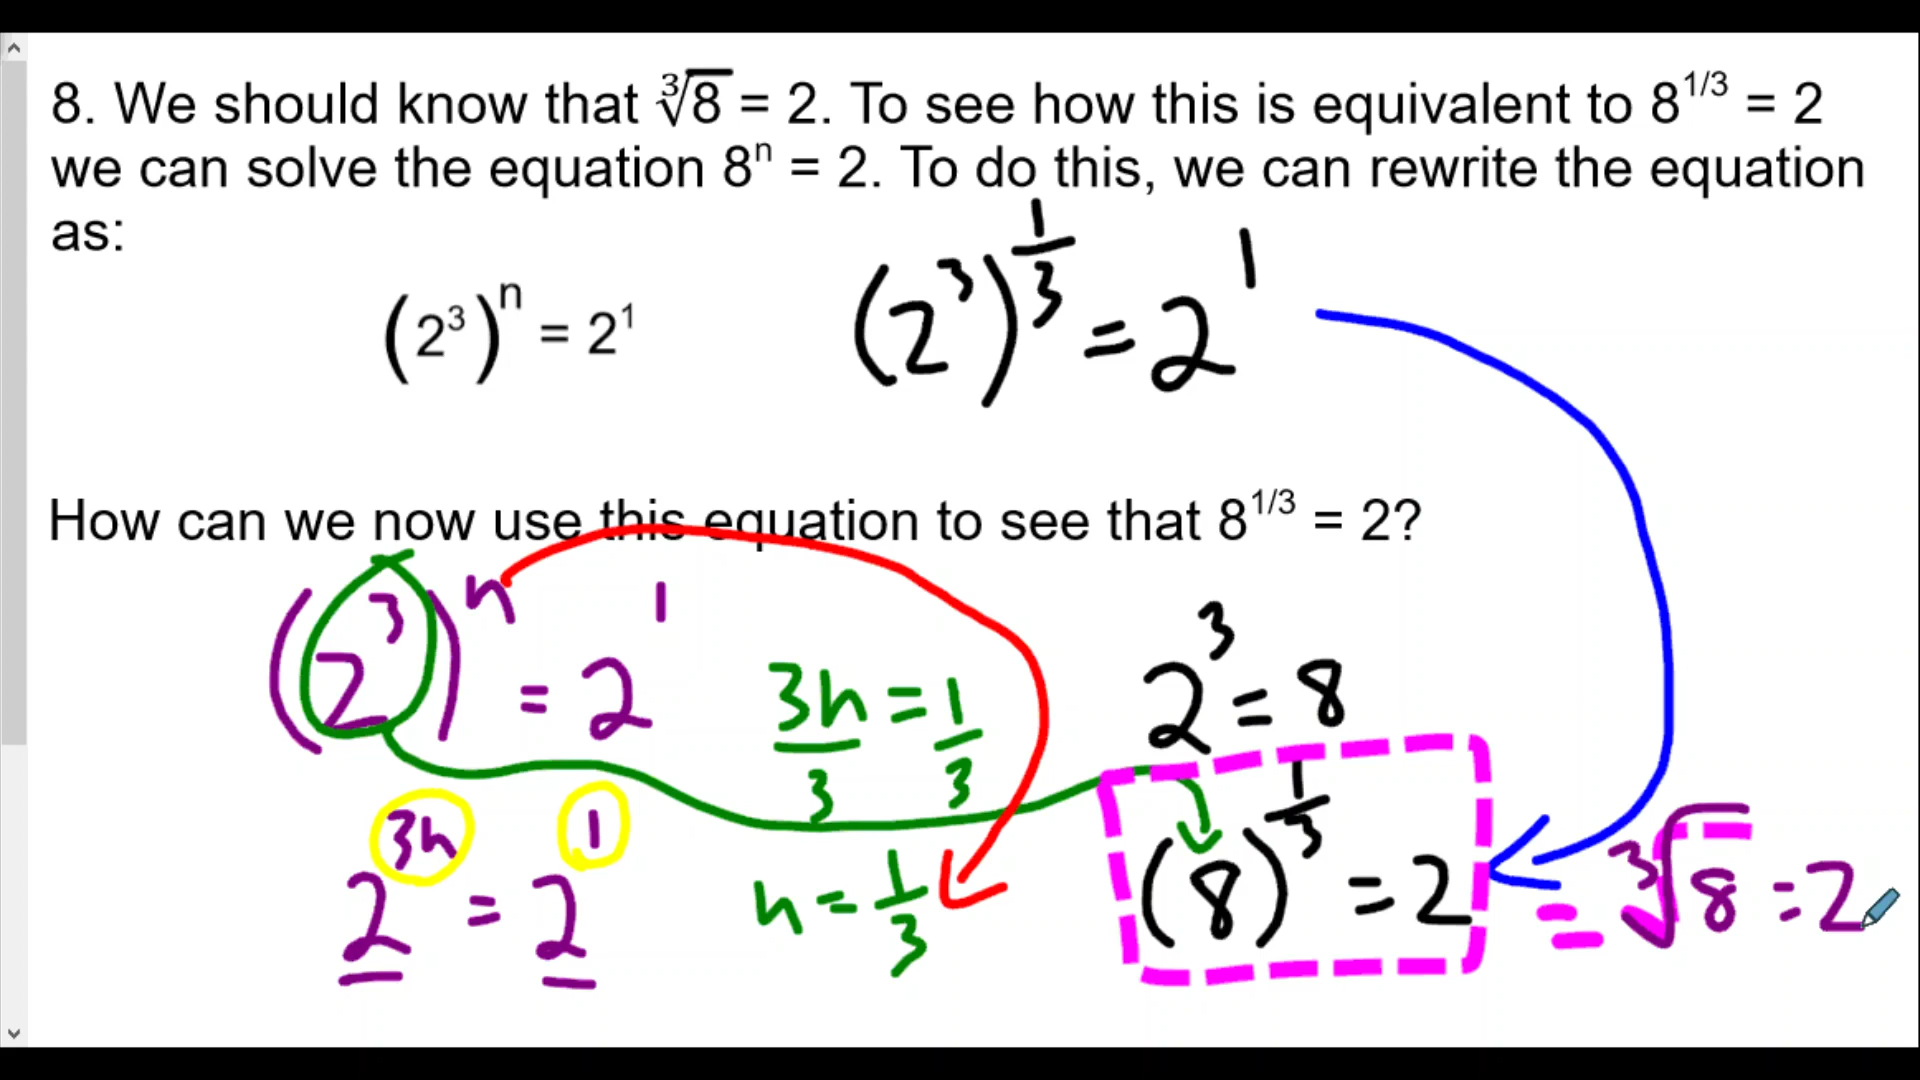 8. We should know that ∛8 = 2. To see how this is equivalent to 8^1/3 = 2
we can solve the equation 8^n = 2. To do this, we can rewrite the equation
as:
(2³)^n = 2¹
(2³)^1/3 = 2¹
How can we now use this equation to see that 8^1/3 = 2?
(2³)^n = 2¹
3n/3 = 1/3
2³ = 8
2^3n = 2¹
n = 1/3
(8)^1/3 = 2
= ∛8 = 2